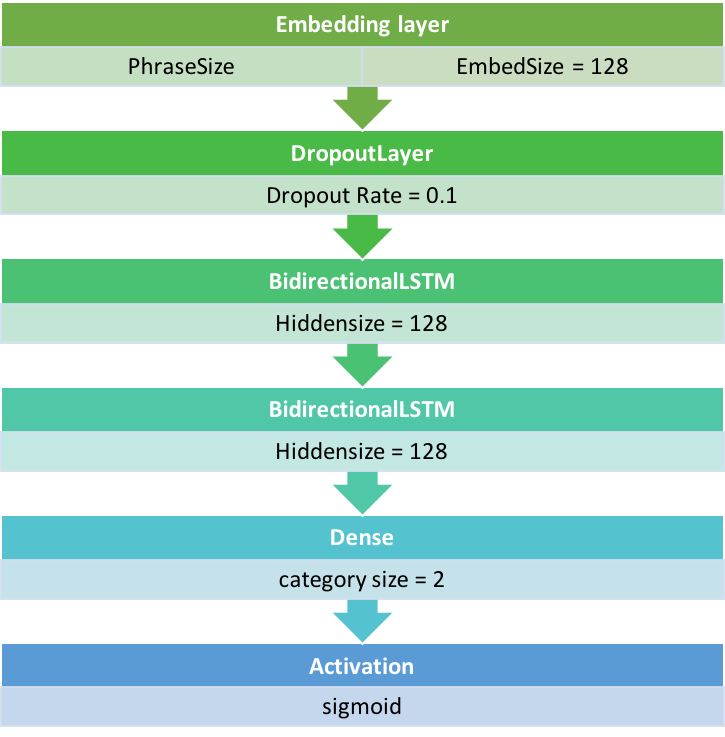 Embedding layer
PhraseSize
EmbedSize = 128
DropoutLayer
Dropout Rate = 0.1
BidirectionalLSTM
Hiddensize = 128
BidirectionalLSTM
Hiddensize = 128
Dense
category size = 2
Activation
sigmoid